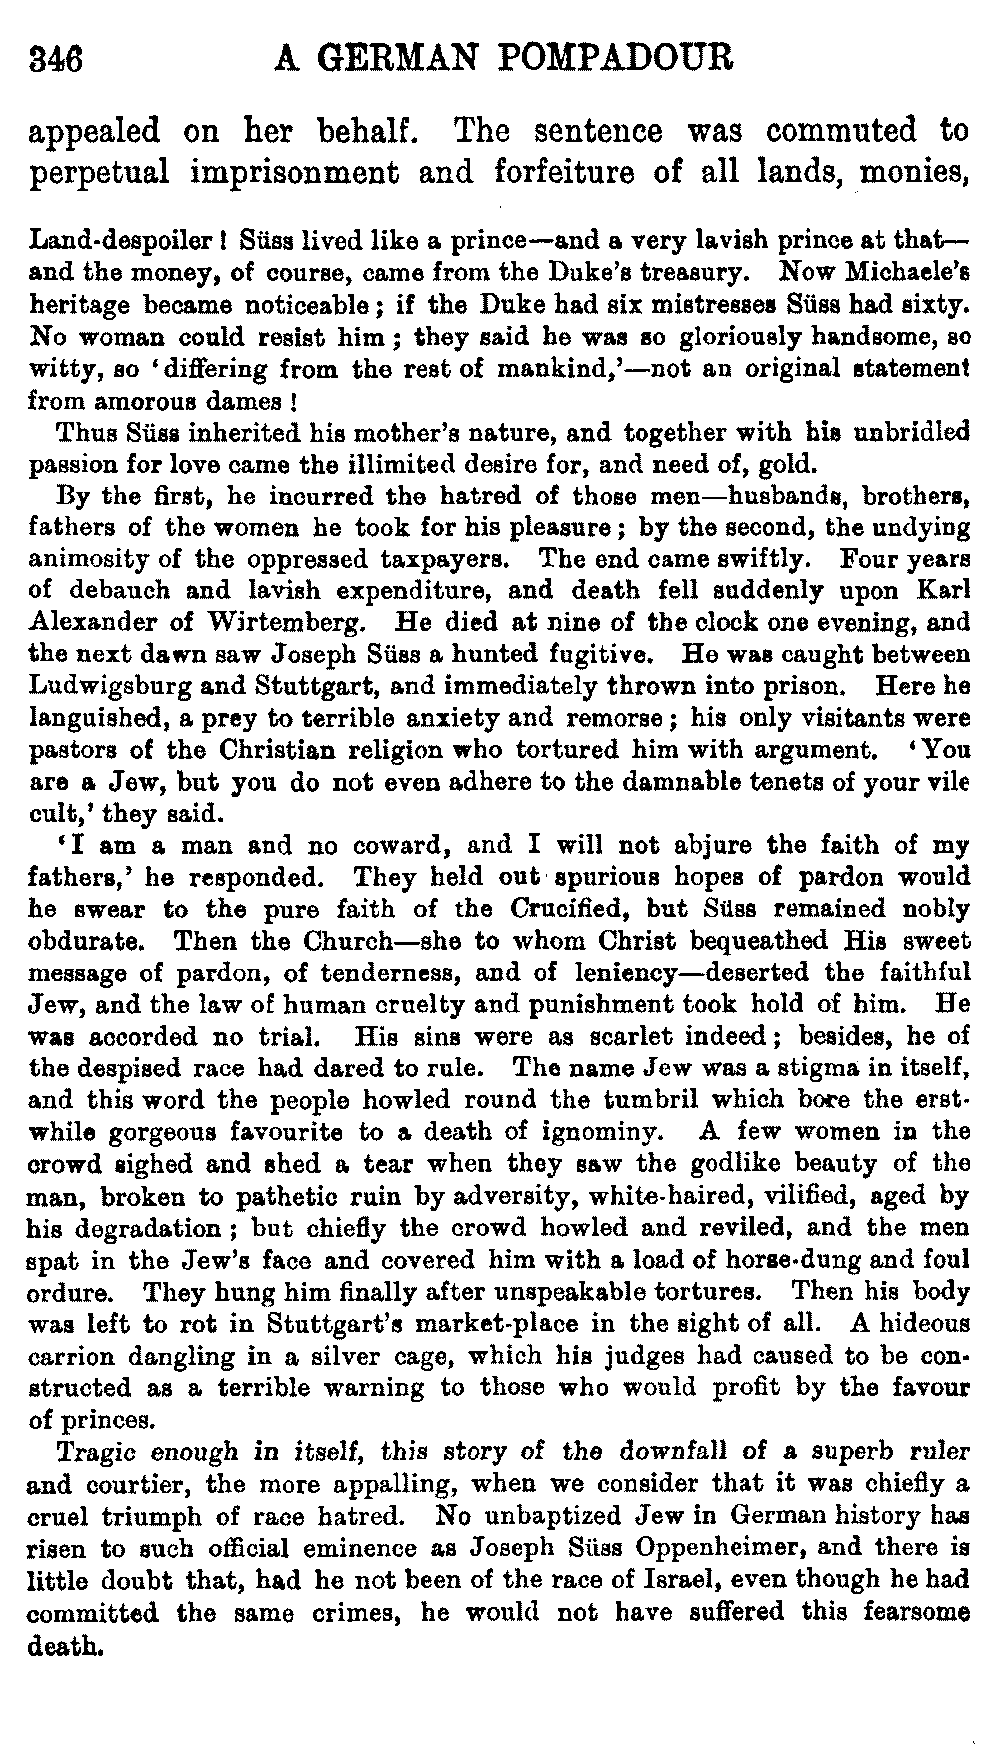 346 A GERMAN POMPADOUR
appealed on her behalf. The sentence was commuted to
perpetual imprisonment and forfeiture of all lands, monies,
Land-despoiler! Süss lived like a prince—and a very lavish prince at that—
and the money, of course, came from the Duke's treasury. Now Michaele's
heritage became noticeable; if the Duke had six mistresses Süss had sixty.
No woman could resist him; they said he was so gloriously handsome, so
witty, so 'differing from the rest of mankind,'—not an original statement
from amorous dames!
Thus Süss inherited his mother's nature, and together with his unbridled
passion for love came the illimited desire for, and need of, gold.
By the first, he incurred the hatred of those men—husbands, brothers,
fathers of the women he took for his pleasure; by the second, the undying
animosity of the oppressed taxpayers. The end came swiftly. Four years
of debauch and lavish expenditure, and death fell suddenly upon Karl
Alexander of Wirtemberg. He died at nine of the clock one evening, and
the next dawn saw Joseph Süss a hunted fugitive. He was caught between
Ludwigsburg and Stuttgart, and immediately thrown into prison. Here he
languished, a prey to terrible anxiety and remorse; his only visitants were
pastors of the Christian religion who tortured him with argument. 'You
are a Jew, but you do not even adhere to the damnable tenets of your vile
cult,' they said.
'I am a man and no coward, and I will not abjure the faith of my
fathers,' he responded. They held out spurious hopes of pardon would
he swear to the pure faith of the Crucified, but Süss remained nobly
obdurate. Then the Church—she to whom Christ bequeathed His sweet
message of pardon, of tenderness, and of leniency—deserted the faithful
Jew, and the law of human cruelty and punishment took hold of him. He
was accorded no trial. His sins were as scarlet indeed; besides, he of
the despised race had dared to rule. The name Jew was a stigma in itself,
and this word the people howled round the tumbril which bore the erst-
while gorgeous favourite to a death of ignominy. A few women in the
crowd sighed and shed a tear when they saw the godlike beauty of the
man, broken to pathetic ruin by adversity, white-haired, vilified, aged by
his degradation; but chiefly the crowd howled and reviled, and the men
spat in the Jew's face and covered him with a load of horse-dung and foul
ordure. They hung him finally after unspeakable tortures. Then his body
was left to rot in Stuttgart's market-place in the sight of all. A hideous
carrion dangling in a silver cage, which his judges had caused to be con-
structed as a terrible warning to those who would profit by the favour
of princes.
Tragic enough in itself, this story of the downfall of a superb ruler
and courtier, the more appalling, when we consider that it was chiefly a
cruel triumph of race hatred. No unbaptized Jew in German history has
risen to such official eminence as Joseph Süss Oppenheimer, and there is
little doubt that, had he not been of the race of Israel, even though he had
committed the same crimes, he would not have suffered this fearsome
death.